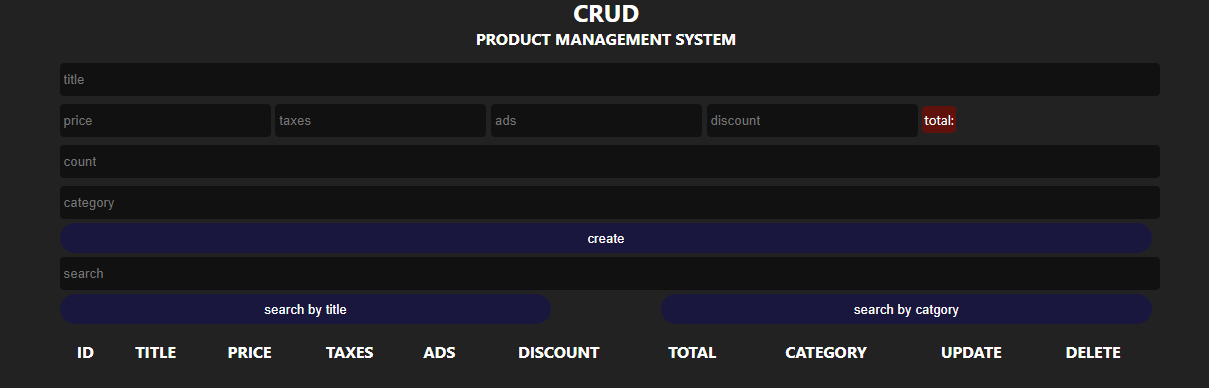 CRUD
PRODUCT MANAGEMENT SYSTEM
title
price taxes ads discount total:
count
category
create
search
search by title search by catgory
ID TITLE PRICE TAXES ADS DISCOUNT TOTAL CATEGORY UPDATE DELETE